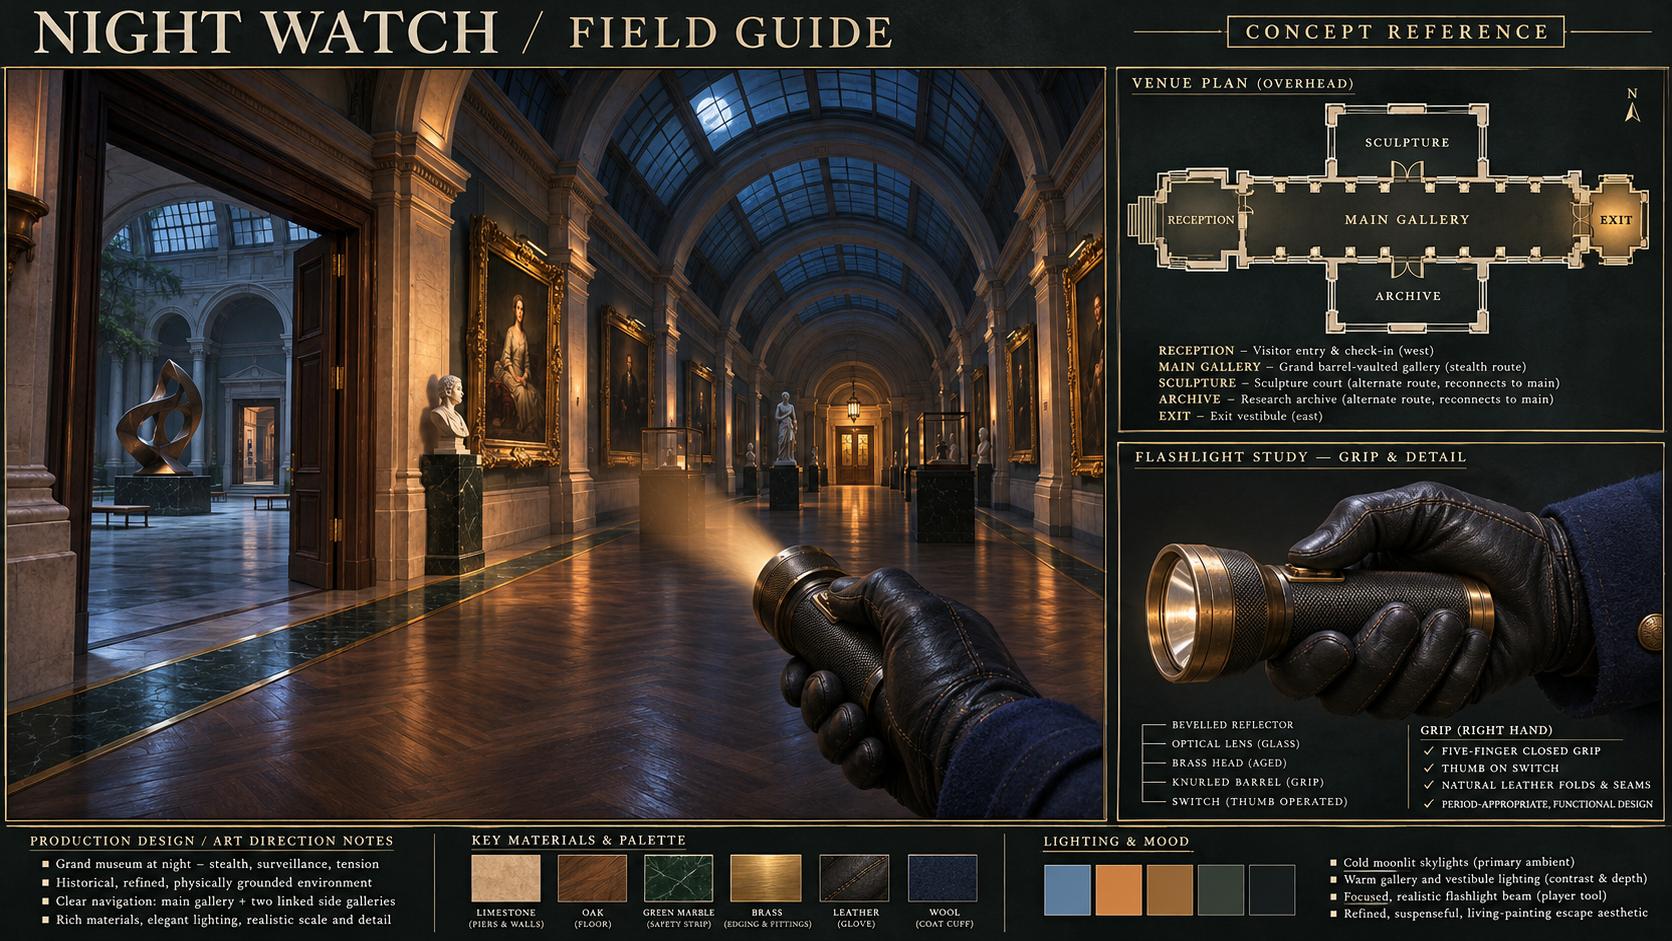 NIGHT WATCH / FIELD GUIDE
CONCEPT REFERENCE
VENUE PLAN (OVERHEAD)
N
SCULPTURE
RECEPTION
MAIN GALLERY
EXIT
ARCHIVE
RECEPTION – Visitor entry & check-in (west)
MAIN GALLERY – Grand barrel-vaulted gallery (stealth route)
SCULPTURE – Sculpture court (alternate route, reconnects to main)
ARCHIVE – Research archive (alternate route, reconnects to main)
EXIT – Exit vestibule (east)
FLASHLIGHT STUDY — GRIP & DETAIL
BEVELLED REFLECTOR
OPTICAL LENS (GLASS)
BRASS HEAD (AGED)
KNURLED BARREL (GRIP)
SWITCH (THUMB OPERATED)
GRIP (RIGHT HAND)
✓ FIVE-FINGER CLOSED GRIP
✓ THUMB ON SWITCH
✓ NATURAL LEATHER FOLDS & SEAMS
✓ PERIOD-APPROPRIATE, FUNCTIONAL DESIGN
PRODUCTION DESIGN / ART DIRECTION NOTES
Grand museum at night – stealth, surveillance, tension
Historical, refined, physically grounded environment
Clear navigation: main gallery + two linked side galleries
Rich materials, elegant lighting, realistic scale and detail
KEY MATERIALS & PALETTE
LIMESTONE
(PIERS & WALLS)
OAK
(FLOOR)
GREEN MARBLE
(SAFETY STRIP)
BRASS
(EDGING & FITTINGS)
LEATHER
(GLOVE)
WOOL
(COAT CUFF)
LIGHTING & MOOD
Cold moonlit skylights (primary ambient)
Warm gallery and vestibule lighting (contrast & depth)
Focused, realistic flashlight beam (player tool)
Refined, suspenseful, living-painting escape aesthetic